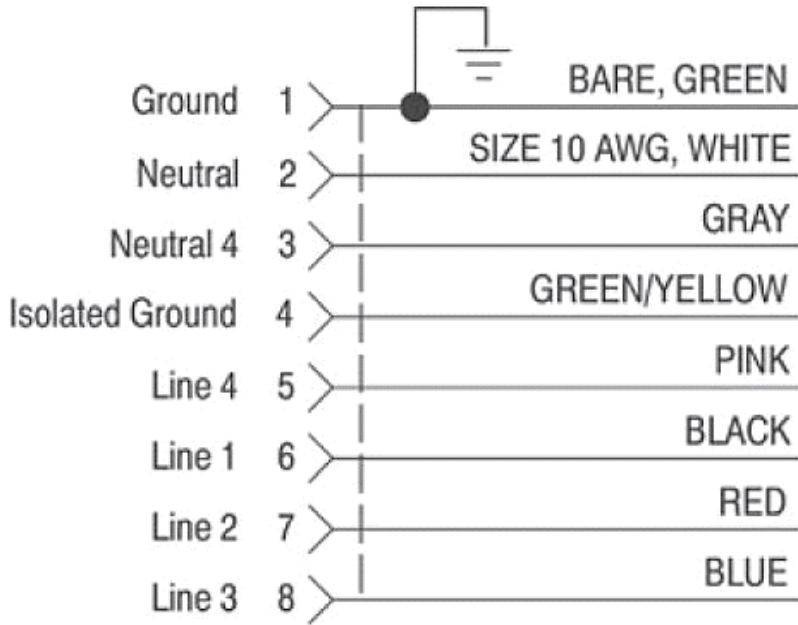 Ground 1 BARE, GREEN
Neutral 2 SIZE 10 AWG, WHITE
Neutral 4 3 GRAY
Isolated Ground 4 GREEN/YELLOW
Line 4 5 PINK
Line 1 6 BLACK
Line 2 7 RED
Line 3 8 BLUE